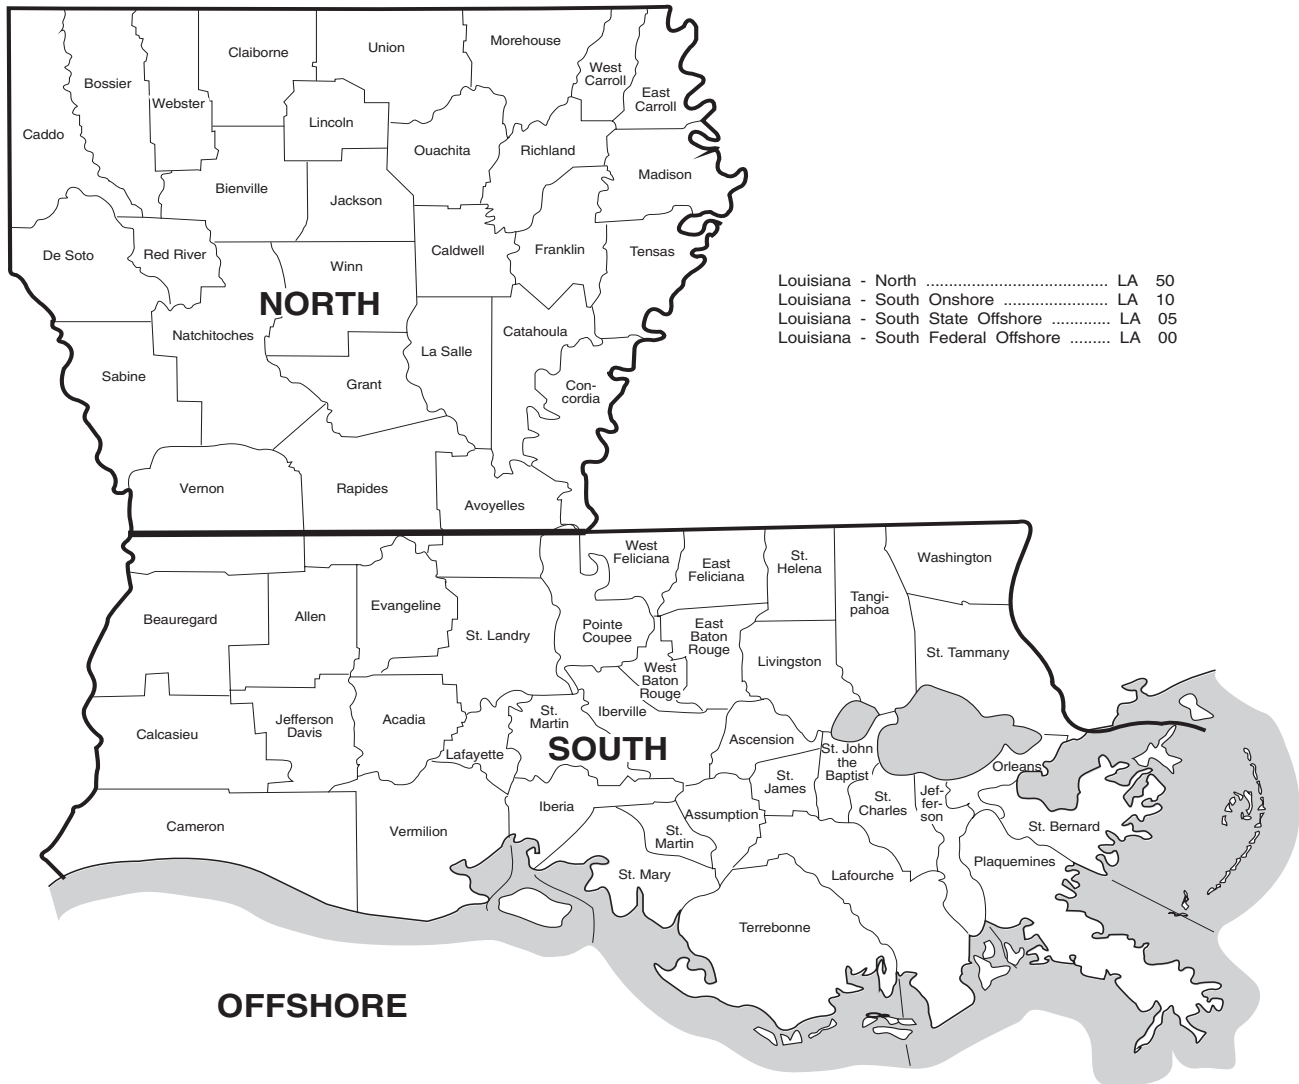 Claiborne
Union
Morehouse
West
Carroll
Bossier
Webster
East
Carroll
Caddo
Lincoln
Ouachita
Richland
Madison
Bienville
Jackson
De Soto
Red River
Winn
Caldwell
Franklin
Tensas
NORTH
Natchitoches
Catahoula
La Salle
Sabine
Grant
Con-
cordia
Vernon
Rapides
Avoyelles
Louisiana - North ........................................ LA 50
Louisiana - South Onshore ....................... LA 10
Louisiana - South State Offshore ............. LA 05
Louisiana - South Federal Offshore ......... LA 00
West
Feliciana
East
Feliciana
St.
Helena
Washington
Tangi-
pahoa
Beauregard
Allen
Evangeline
St. Landry
Pointe
Coupee
East
Baton
Rouge
West
Baton
Rouge
Livingston
St. Tammany
Calcasieu
Jefferson
Davis
Acadia
Lafayette
St.
Martin
Iberville
SOUTH
Ascension
St. John
the
Baptist
Orleans
St.
James
St.
Charles
Jef-
fer-
son
Cameron
Vermilion
Iberia
St.
Martin
Assumption
St. Bernard
Plaquemines
St. Mary
Lafourche
Terrebonne
OFFSHORE